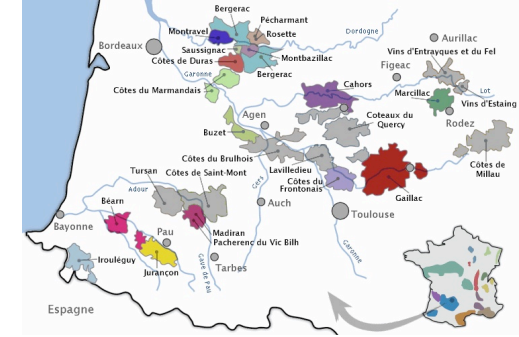 Bergerac
Pécharmant
Montravel
Rosette
Dordogne
Bordeaux
Saussignac
Montbazillac
Aurillac
Côtes de Duras
Vins d'Entrayques et du Fel
Garonne
Bergerac
Figeac
Côtes du Marmandais
Cahors
Lot
Marcillac
Vins d'Estaing
Agen
Coteaux du
Quercy
Rodez
Buzet
Côtes du Brulhois
Lavilledieu
Côtes de
Millau
Tursan
Côtes de Saint-Mont
Côtes du
Frontonais
Gers
Gaillac
Adour
Béarn
Auch
Toulouse
Bayonne
Pau
Madiran
Pacherenc du Vic Bilh
Garonne
Irouléguy
Jurançon
Gave de Pau
Tarbes
Espagne